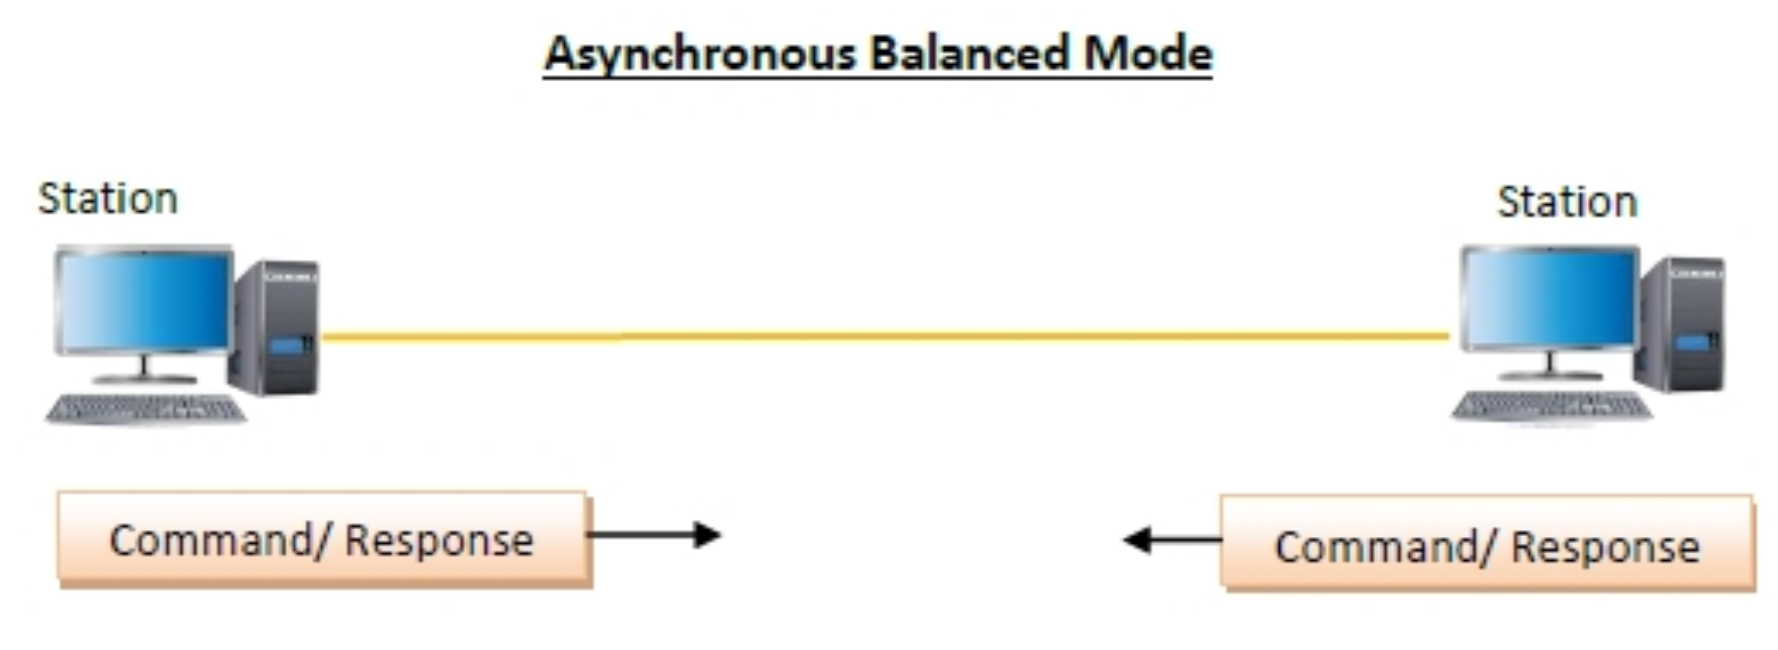 Asynchronous Balanced Mode
Station
Station
Command/ Response
Command/ Response